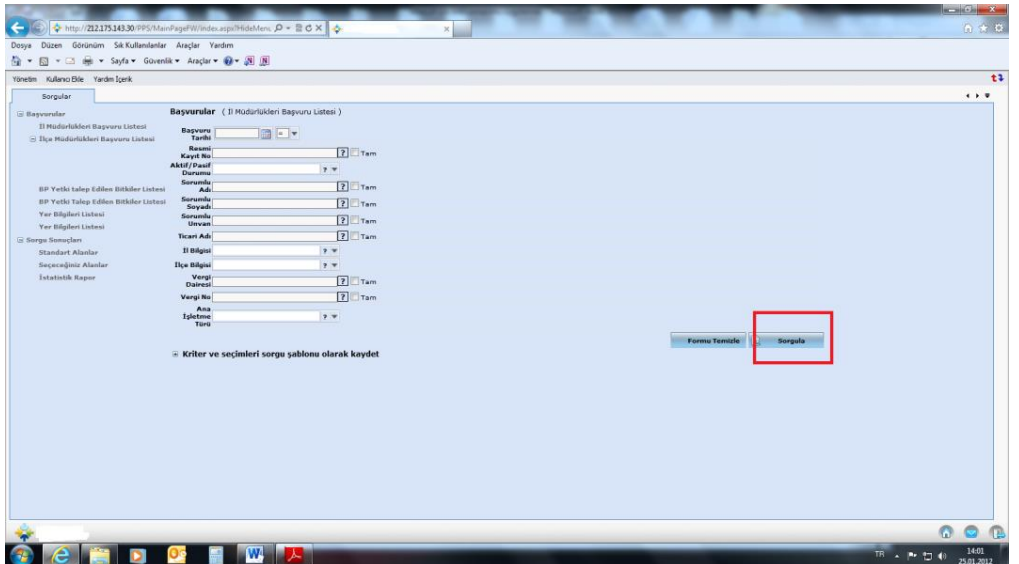 http://212.175.143.30/PPS/MainPageFW/index.aspx?HideMenu
Dosya Düzen Görünüm Sık Kullanılanlar Araçlar Yardım
Sayfa Güvenlik Araçlar
Yönetim Kullanıcı Ekle Yardım İçerik
Sorgular
Başvurular
İl Müdürlükleri Başvuru Listesi
İlçe Müdürlükleri Başvuru Listesi
BP Yetki talep Edilen Bitkiler Listesi
BP Yetki Talep Edilen Bitkiler Listesi
Yer Bilgileri Listesi
Yer Bilgileri Listesi
Sorgu Sonuçları
Standart Alanlar
Seçeceğiniz Alanlar
İstatistik Rapor
Başvurular ( İl Müdürlükleri Başvuru Listesi )
Başvuru
Tarihi =
Resmi
Kayıt No ? Tam
Aktif/Pasif
Durumu ?
Sorumlu
Adı ? Tam
Sorumlu
Soyadı ? Tam
Sorumlu
Unvan ? Tam
Ticari Adı ? Tam
İl Bilgisi ?
İlçe Bilgisi ?
Vergi
Dairesi ? Tam
Vergi No ? Tam
Ana
İşletme ?
Türü
Formu Temizle Sorgula
Kriter ve seçimleri sorgu şablonu olarak kaydet
TR 14:01
25.01.2012